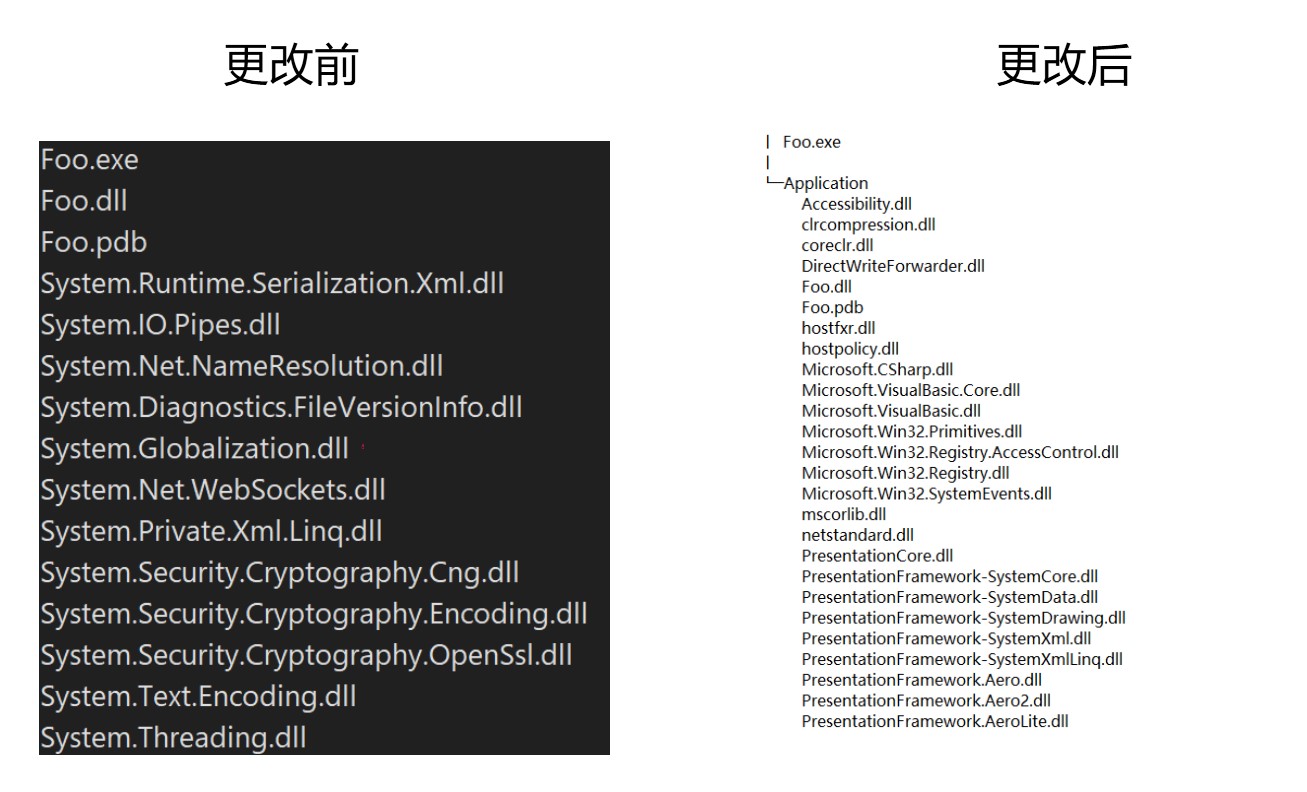 更改前
更改后
Foo.exe
Foo.dll
Foo.pdb
System.Runtime.Serialization.Xml.dll
System.IO.Pipes.dll
System.Net.NameResolution.dll
System.Diagnostics.FileVersionInfo.dll
System.Globalization.dll
System.Net.WebSockets.dll
System.Private.Xml.Linq.dll
System.Security.Cryptography.Cng.dll
System.Security.Cryptography.Encoding.dll
System.Security.Cryptography.OpenSsl.dll
System.Text.Encoding.dll
System.Threading.dll
│ Foo.exe
│
└─Application
Accessibility.dll
clrcompression.dll
coreclr.dll
DirectWriteForwarder.dll
Foo.dll
Foo.pdb
hostfxr.dll
hostpolicy.dll
Microsoft.CSharp.dll
Microsoft.VisualBasic.Core.dll
Microsoft.VisualBasic.dll
Microsoft.Win32.Primitives.dll
Microsoft.Win32.Registry.AccessControl.dll
Microsoft.Win32.Registry.dll
Microsoft.Win32.SystemEvents.dll
mscorlib.dll
netstandard.dll
PresentationCore.dll
PresentationFramework-SystemCore.dll
PresentationFramework-SystemData.dll
PresentationFramework-SystemDrawing.dll
PresentationFramework-SystemXml.dll
PresentationFramework-SystemXmlLinq.dll
PresentationFramework.Aero.dll
PresentationFramework.Aero2.dll
PresentationFramework.AeroLite.dll